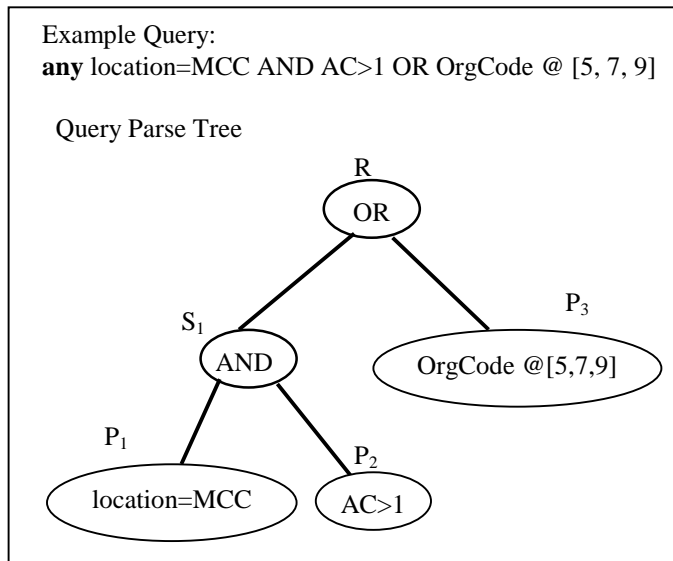 Example Query:
any location=MCC AND AC>1 OR OrgCode @ [5, 7, 9]
Query Parse Tree
R
OR
P₃
S₁
AND
OrgCode @[5,7,9]
P₁
P₂
location=MCC
AC>1